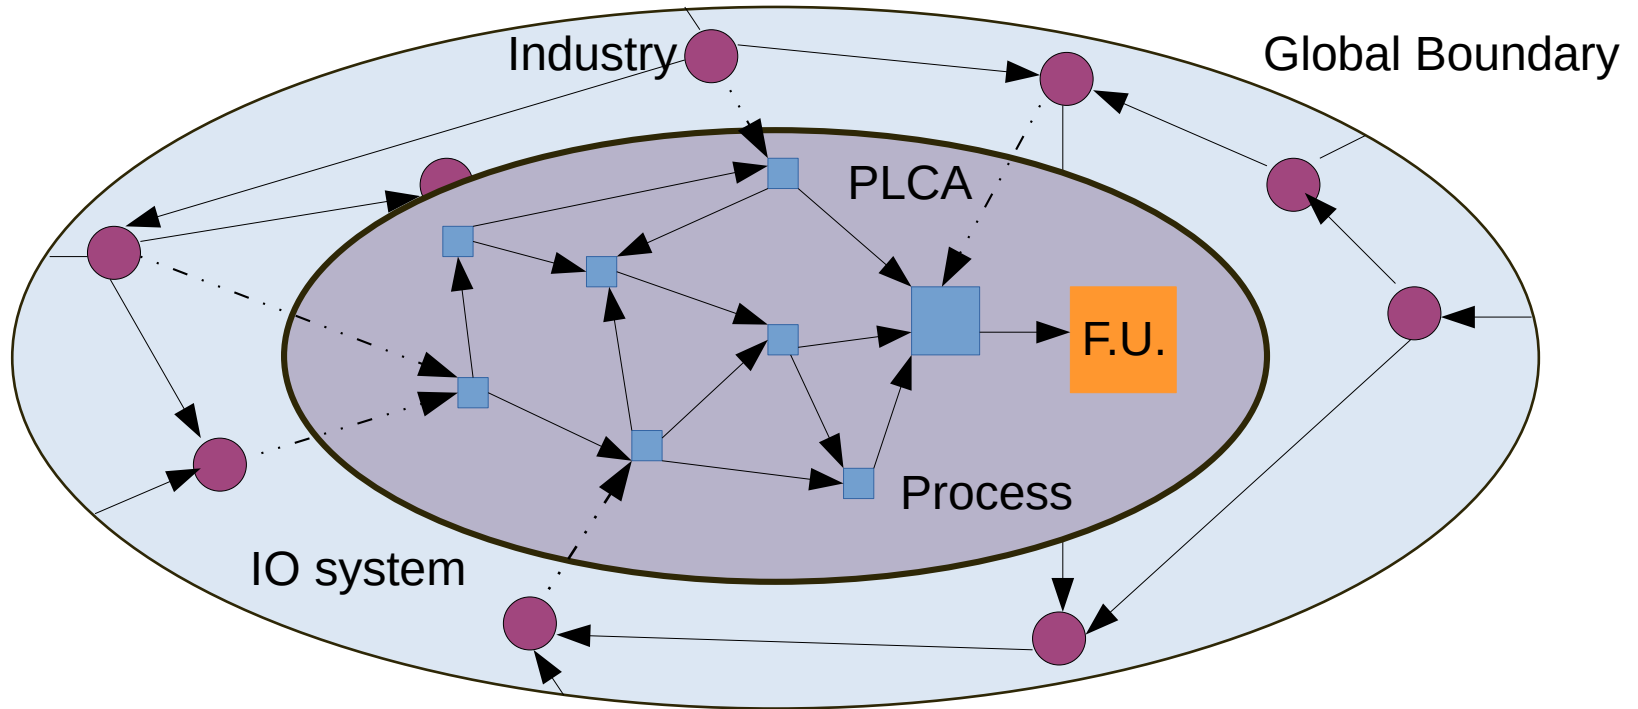 Industry
Global Boundary
PLCA
F.U.
Process
IO system